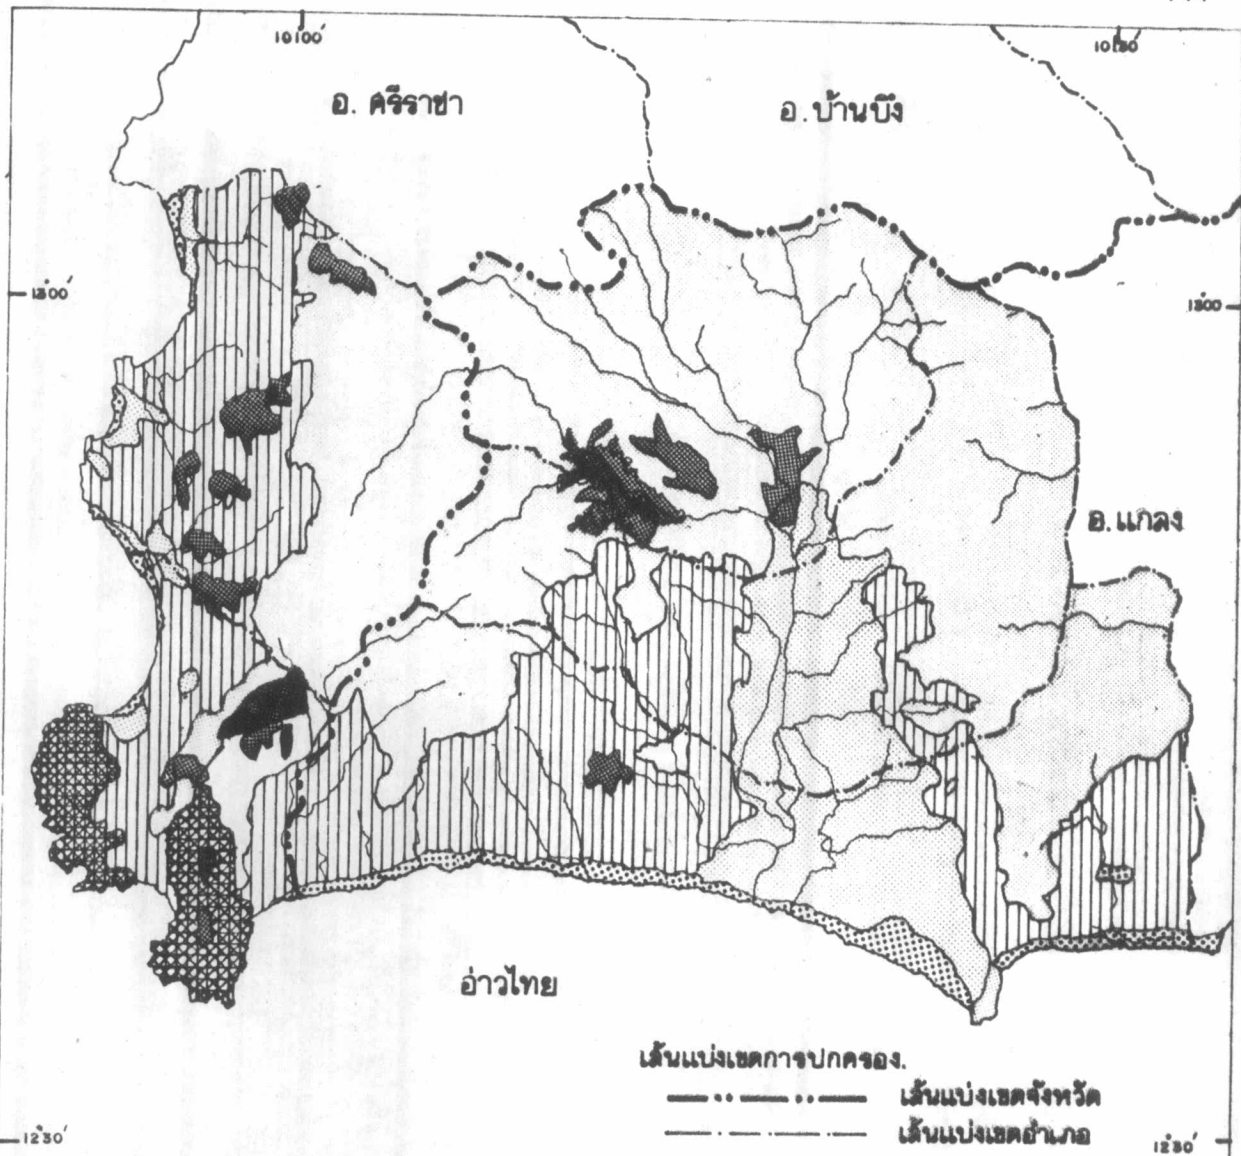 10100′ 10130′
อ. ศรีราชา
อ. บ้านบึง
1300′ 1300′
อ. แกลง
อ่าวไทย
เส้นแบ่งเขตการปกครอง.
เส้นแบ่งเขตจังหวัด
เส้นแบ่งเขตอำเภอ
1230′ 1230′